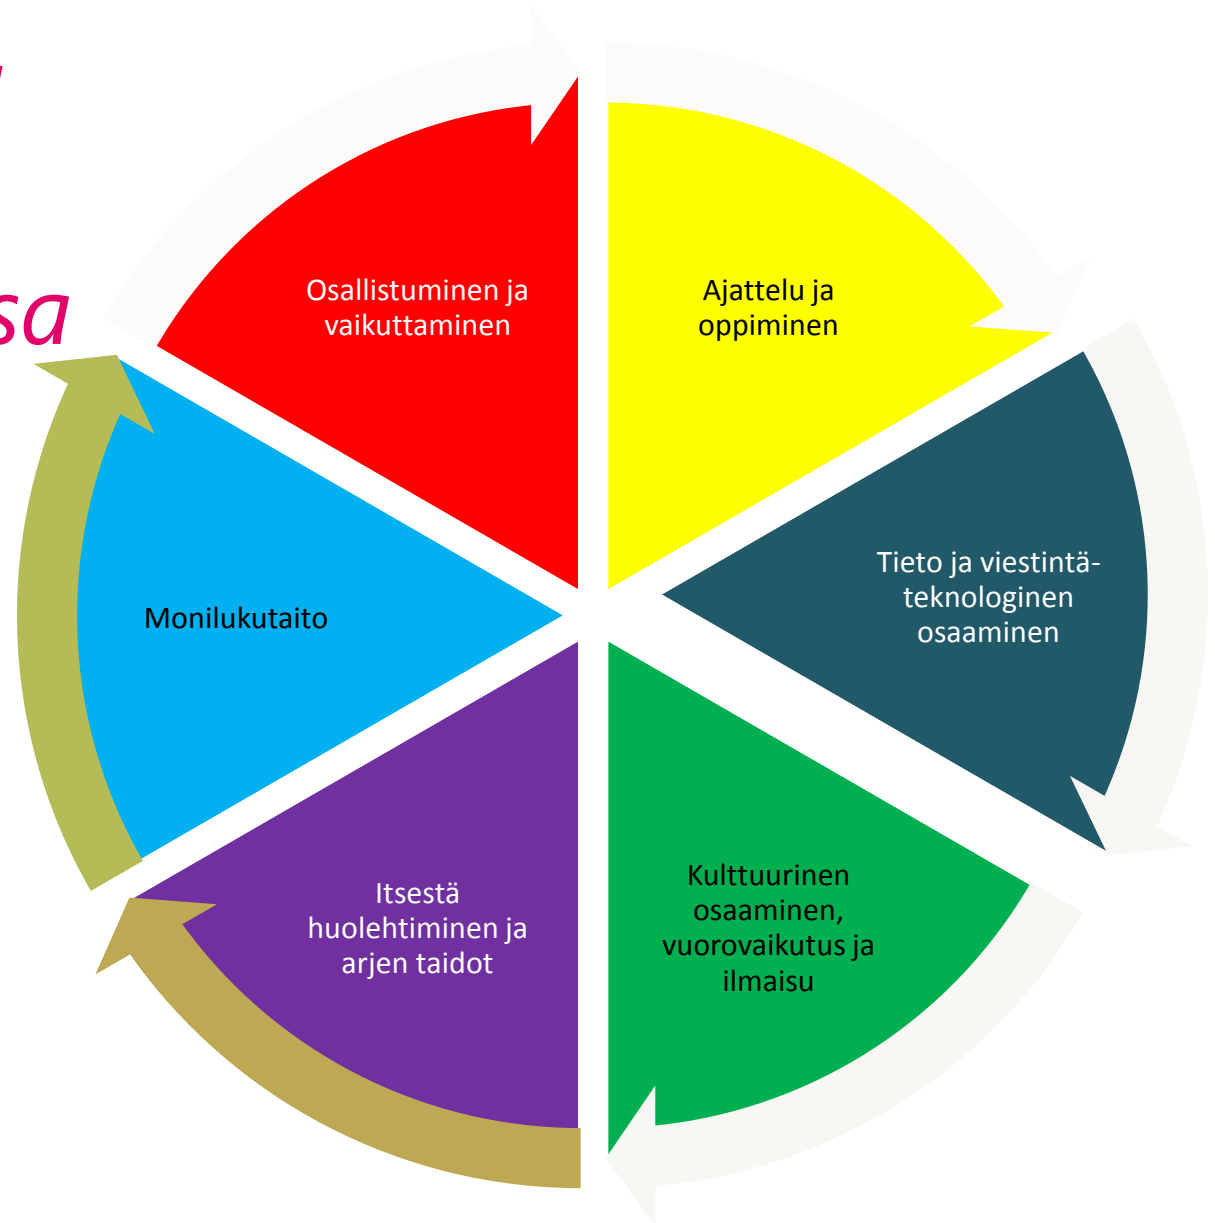 sa
Osallistuminen ja
vaikuttaminen
Ajattelu ja
oppiminen
Tieto ja viestintä-
teknologinen
osaaminen
Kulttuurinen
osaaminen,
vuorovaikutus ja
ilmaisu
Itsestä
huolehtiminen ja
arjen taidot
Monilukutaito